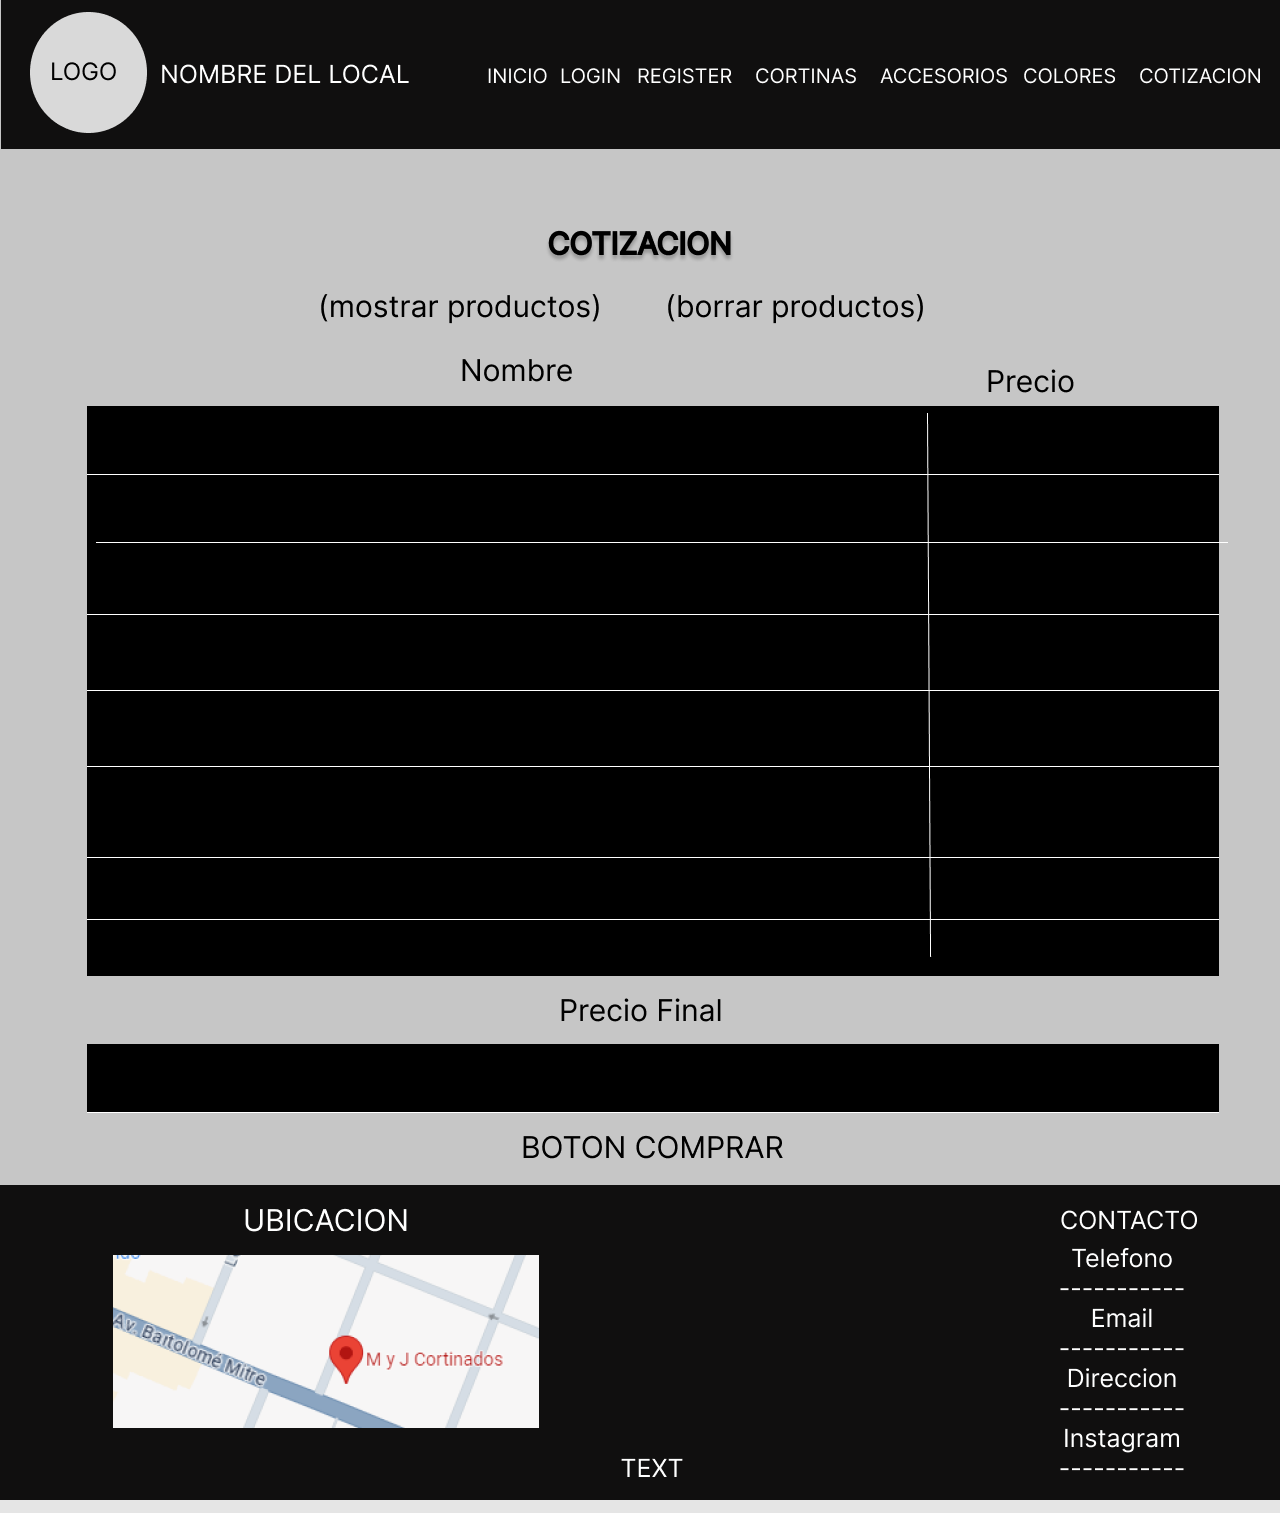 LOGO
NOMBRE DEL LOCAL
INICIO LOGIN REGISTER CORTINAS ACCESORIOS COLORES COTIZACION
COTIZACION
(mostrar productos) (borrar productos)
Nombre
Precio
Precio Final
BOTON COMPRAR
UBICACION
Av. Bartolomé Mitre
M y J Cortinados
CONTACTO
Telefono
-----------
Email
-----------
Direccion
-----------
Instagram
-----------
TEXT